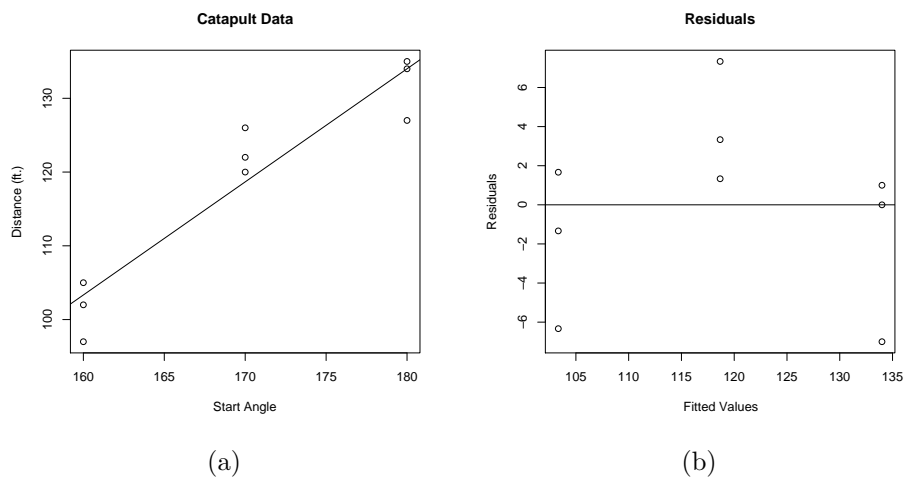 Catapult Data
Distance (ft.)
130
120
110
100
160 165 170 175 180
Start Angle
(a)
Residuals
Residuals
6
4
2
0
−2
−4
−6
105 110 115 120 125 130 135
Fitted Values
(b)